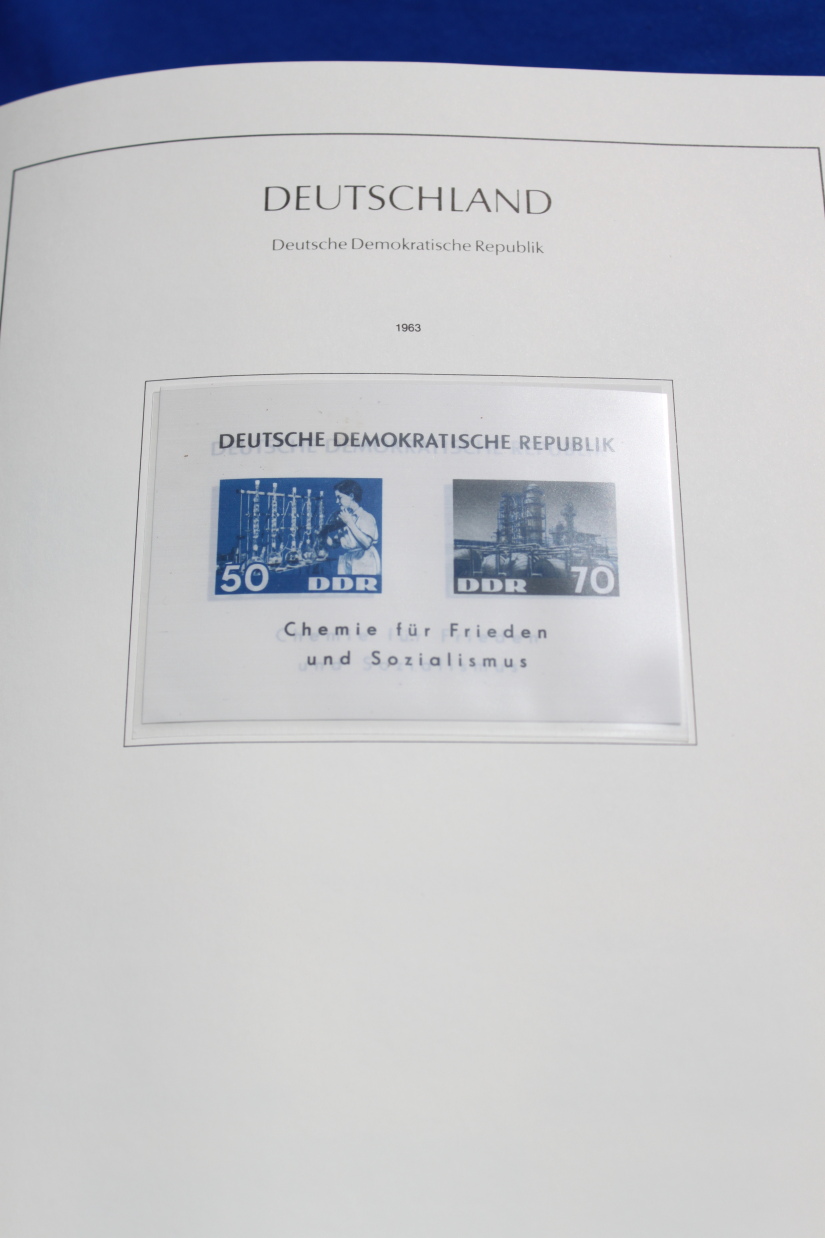 DEUTSCHLAND
Deutsche Demokratische Republik
1963
DEUTSCHE DEMOKRATISCHE REPUBLIK
50 DDR
DDR 70
Chemie für Frieden
und Sozialismus